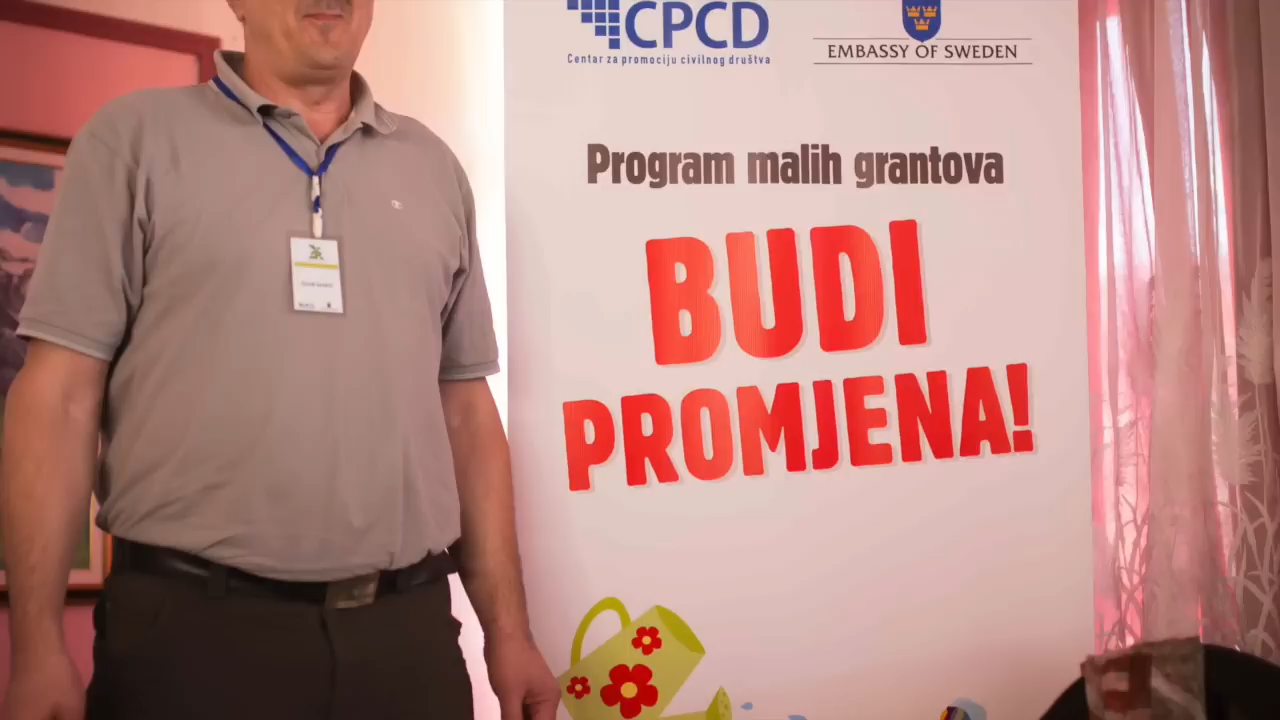 CPCD
Centar za promociju civilnog društva
EMBASSY OF SWEDEN
Program malih grantova
BUDI
PROMJENA!